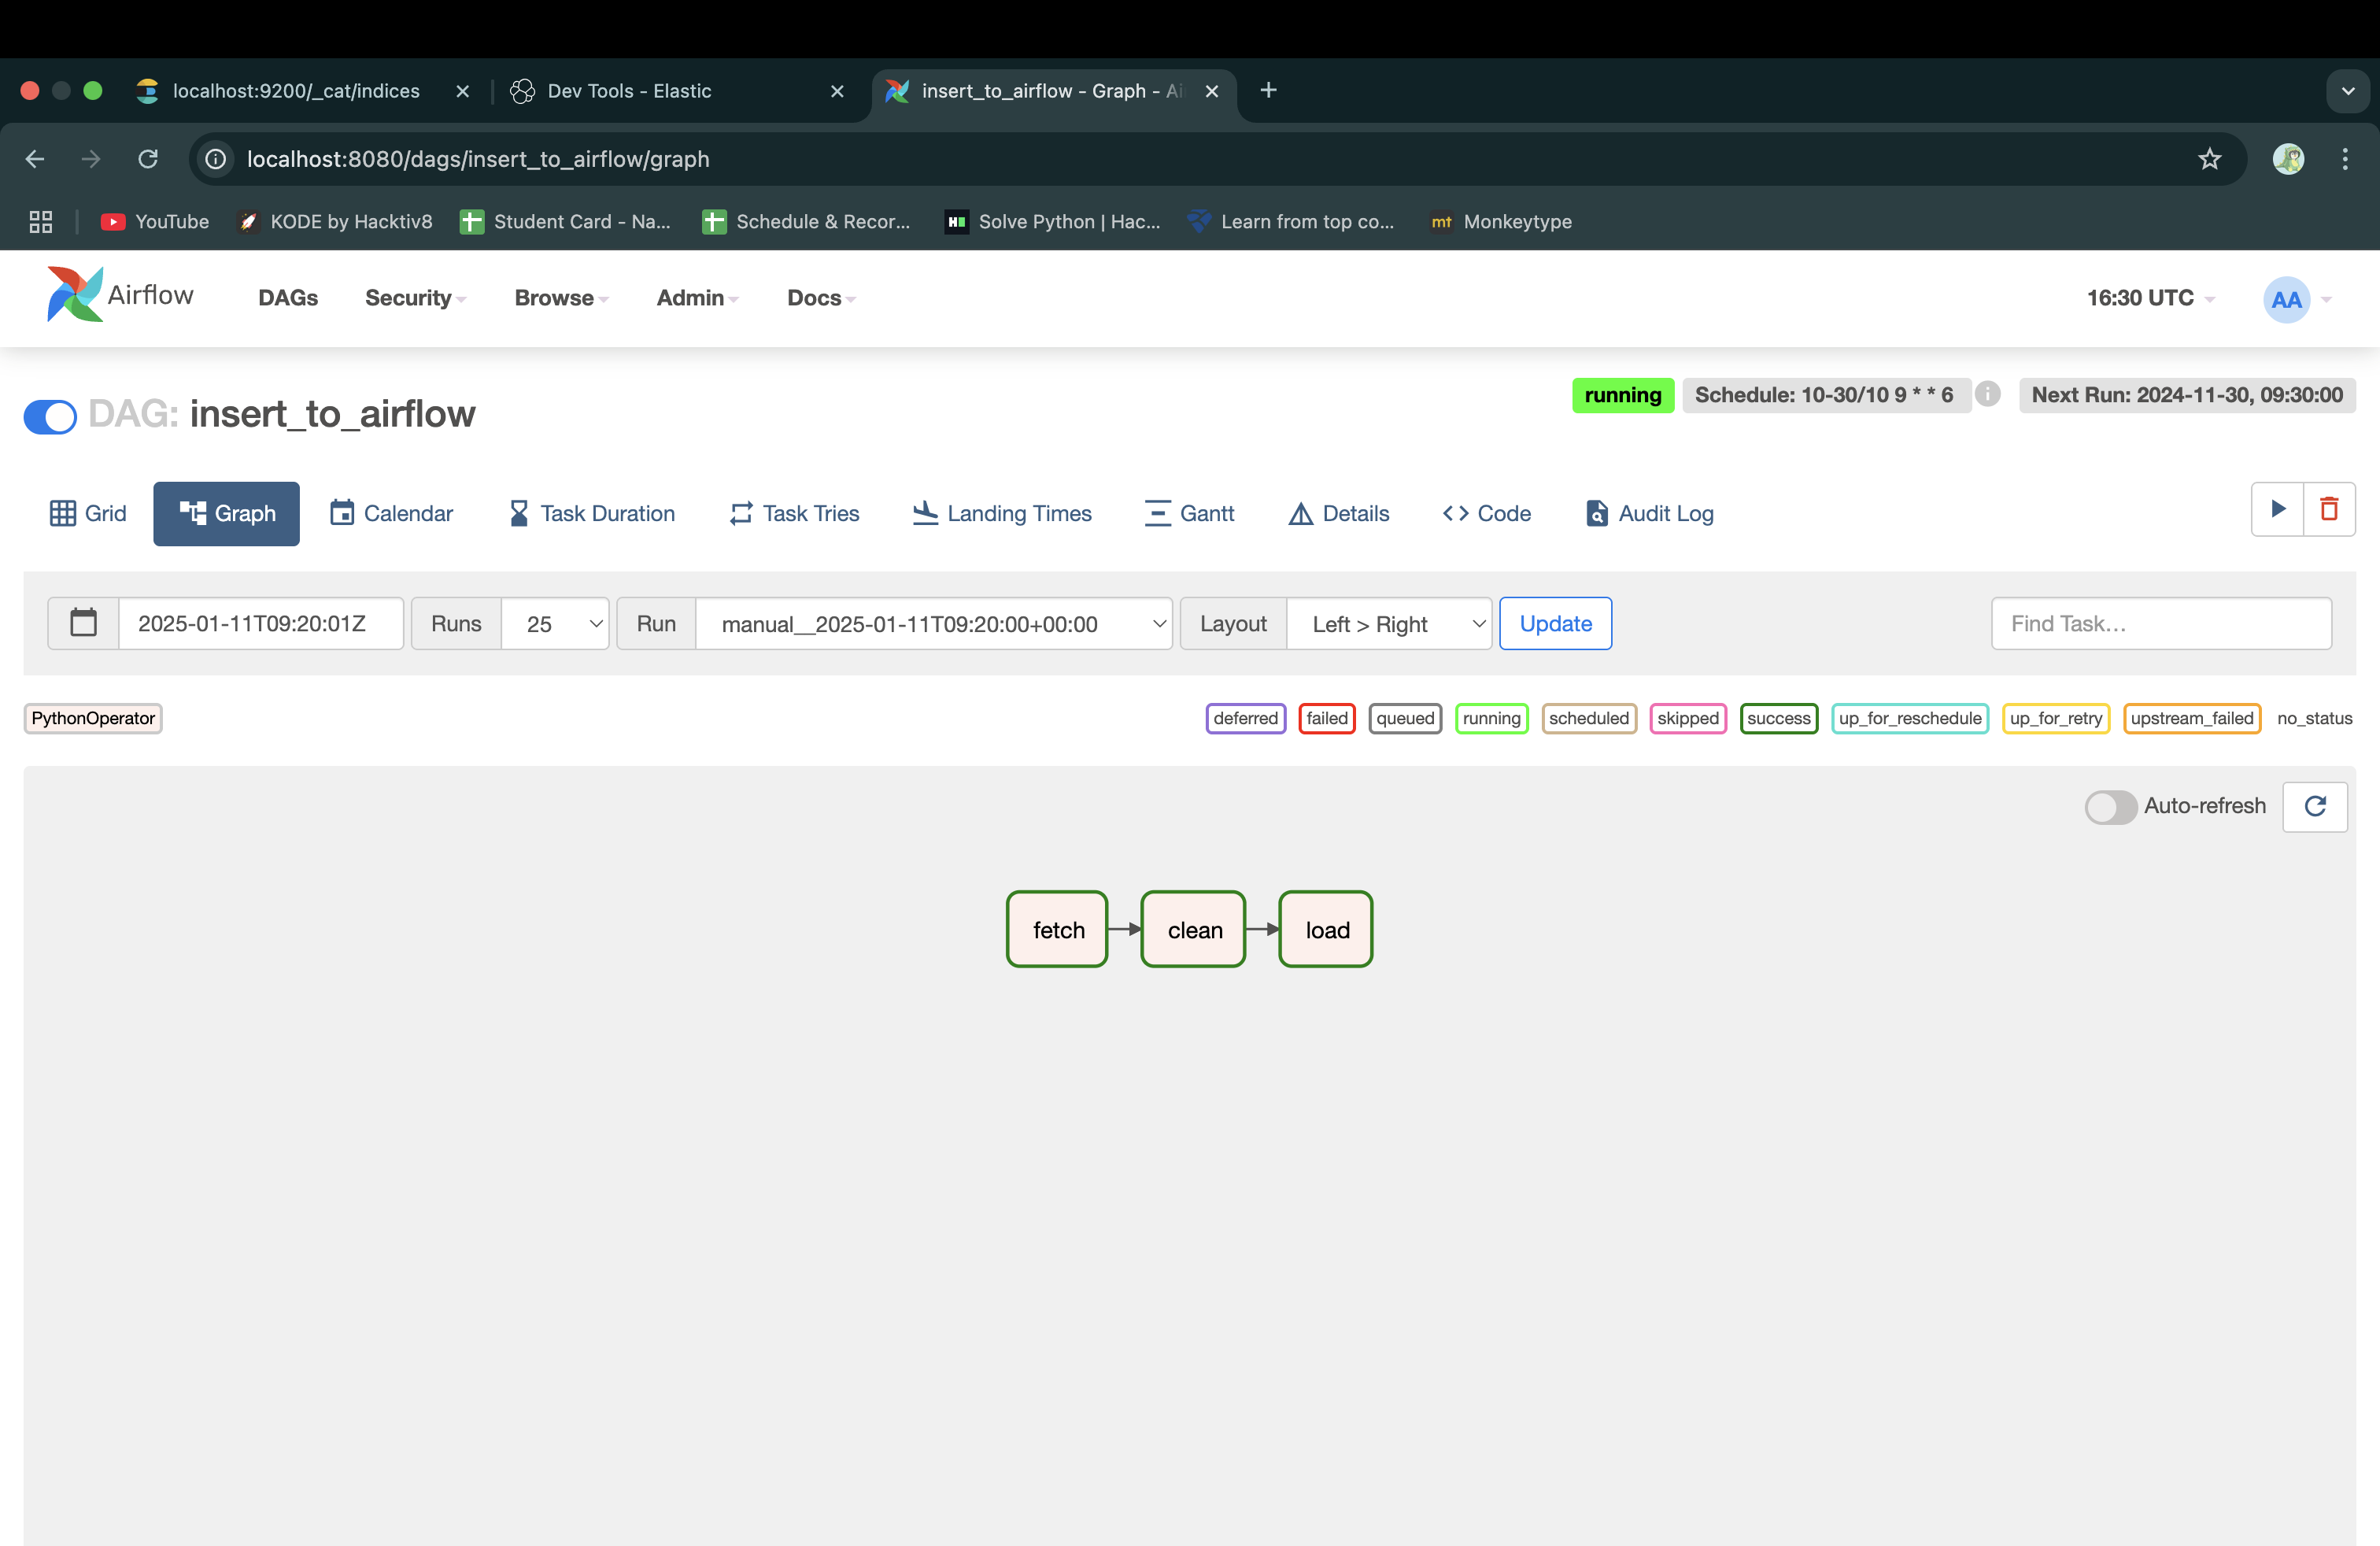 localhost:9200/_cat/indices
Dev Tools - Elastic
insert_to_airflow - Graph - Ai
localhost:8080/dags/insert_to_airflow/graph
YouTube
KODE by Hacktiv8
Student Card - Na...
Schedule & Recor...
Solve Python | Hac...
Learn from top co...
mt Monkeytype
Airflow
DAGs
Security
Browse
Admin
Docs
16:30 UTC
AA
DAG: insert_to_airflow
running
Schedule: 10-30/10 9 * * 6
Next Run: 2024-11-30, 09:30:00
Grid
Graph
Calendar
Task Duration
Task Tries
Landing Times
Gantt
Details
Code
Audit Log
2025-01-11T09:20:01Z
Runs
25
Run
manual__2025-01-11T09:20:00+00:00
Layout
Left > Right
Update
Find Task…
PythonOperator
deferred
failed
queued
running
scheduled
skipped
success
up_for_reschedule
up_for_retry
upstream_failed
no_status
Auto-refresh
fetch
clean
load